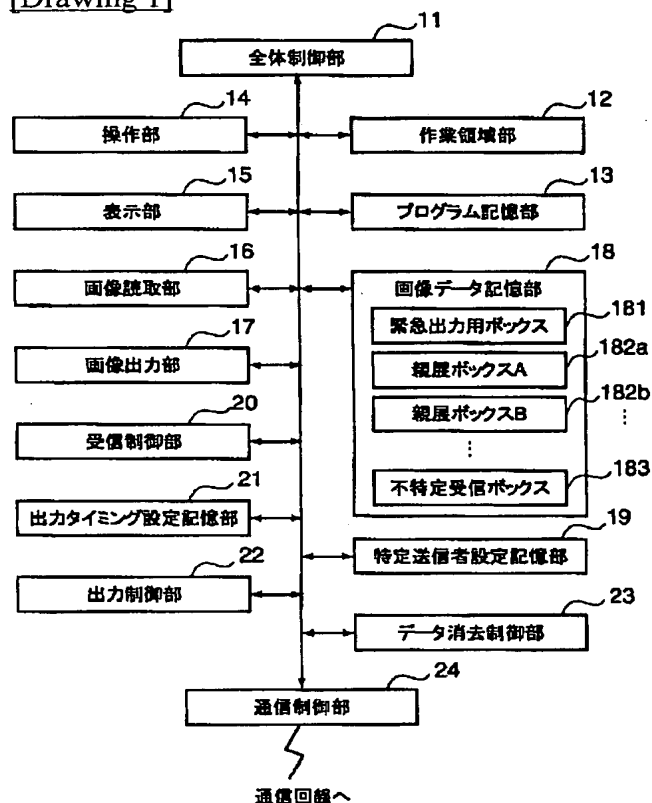 [Drawing 1]
11
全体制御部
14
操作部
12
作業領域部
15
表示部
13
プログラム記憶部
16
画像読取部
18
画像データ記憶部
181
緊急出力用ボックス
182a
親展ボックスA
182b
親展ボックスB
⋮
⋮
183
不特定受信ボックス
17
画像出力部
20
受信制御部
21
出力タイミング設定記憶部
19
特定送信者設定記憶部
22
出力制御部
23
データ消去制御部
24
通信制御部
通信回線へ